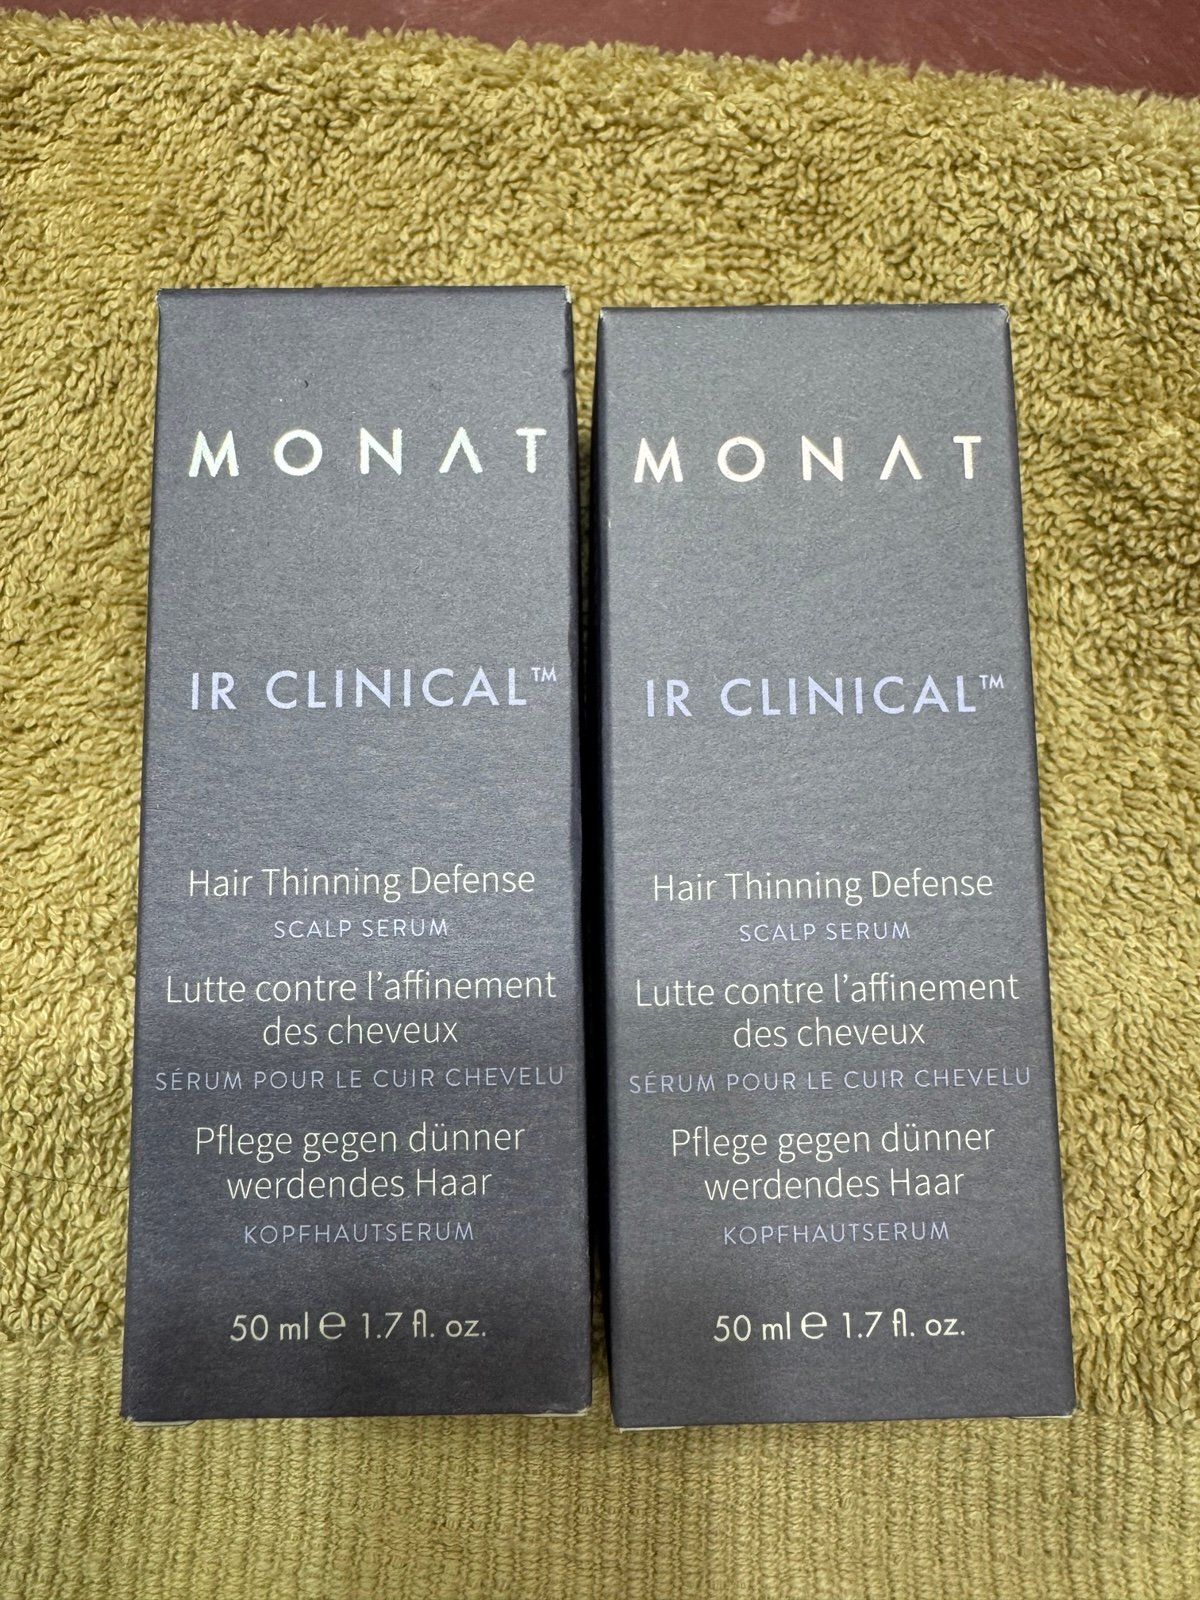 MONAT
IR CLINICAL™
Hair Thinning Defense
SCALP SERUM
Lutte contre l'affinement
des cheveux
SÉRUM POUR LE CUIR CHEVELU
Pflege gegen dünner
werdendes Haar
KOPFHAUTSERUM
50 ml ℮ 1.7 fl. oz.
MONAT
IR CLINICAL™
Hair Thinning Defense
SCALP SERUM
Lutte contre l'affinement
des cheveux
SÉRUM POUR LE CUIR CHEVELU
Pflege gegen dünner
werdendes Haar
KOPFHAUTSERUM
50 ml ℮ 1.7 fl. oz.